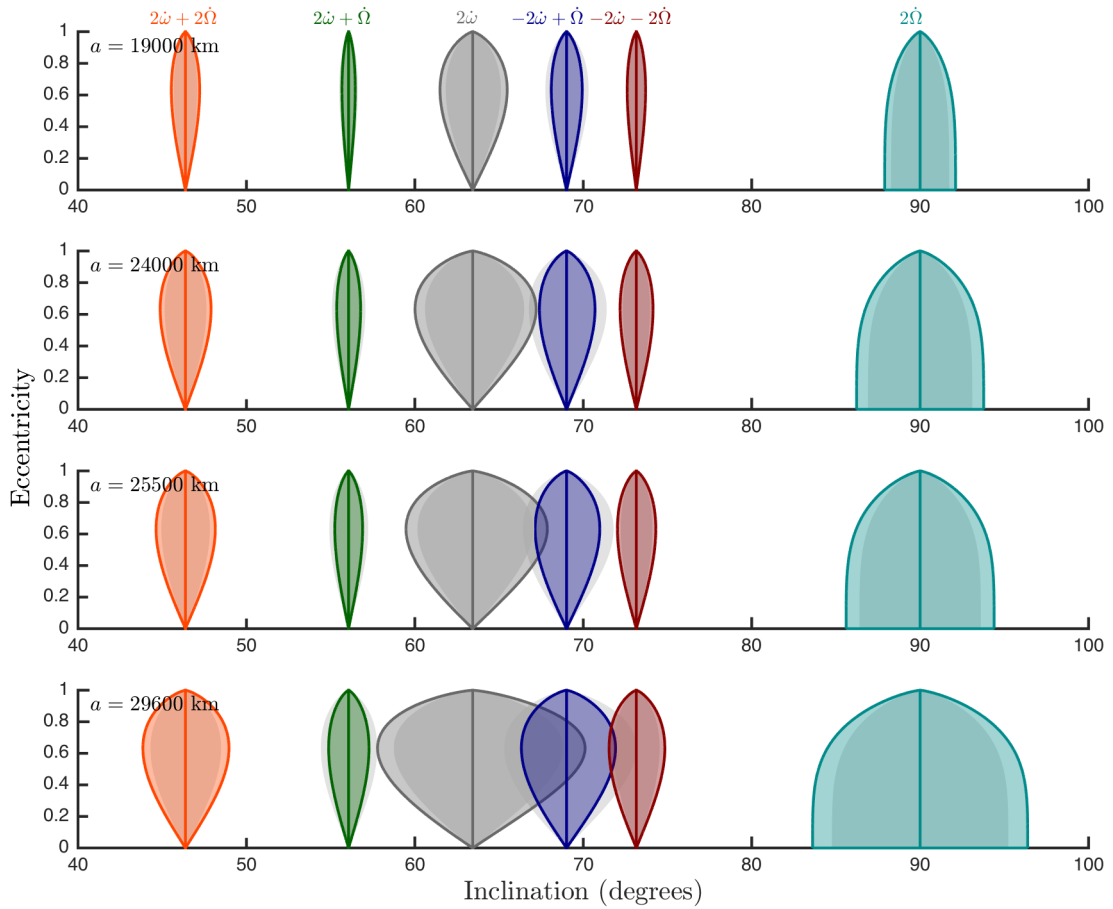 2ω̇ + 2Ω̇ 2ω̇ + Ω̇ 2ω̇ −2ω̇ + Ω̇ −2ω̇ − 2Ω̇ 2Ω̇
a = 19000 km
1
0.8
0.6
0.4
0.2
0
40 50 60 70 80 90 100
a = 24000 km
1
0.8
0.6
0.4
0.2
0
40 50 60 70 80 90 100
a = 25500 km
1
0.8
0.6
0.4
0.2
0
40 50 60 70 80 90 100
a = 29600 km
1
0.8
0.6
0.4
0.2
0
40 50 60 70 80 90 100
Eccentricity
Inclination (degrees)